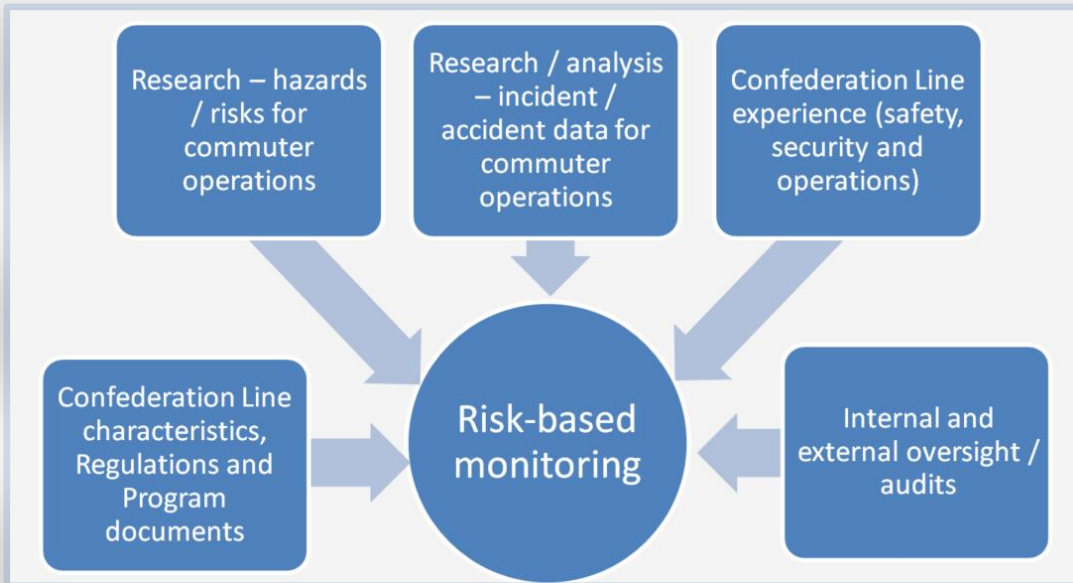 Research – hazards
/ risks for
commuter
operations
Research / analysis
– incident /
accident data for
commuter
operations
Confederation Line
experience (safety,
security and
operations)
Confederation Line
characteristics,
Regulations and
Program
documents
Risk-based
monitoring
Internal and
external oversight /
audits